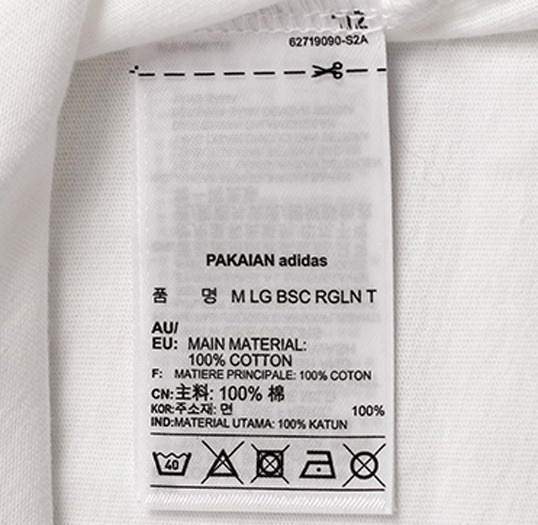 62719090-S2A
PAKAIAN adidas
품 명 M LG BSC RGLN T
AU/
EU: MAIN MATERIAL:
100% COTTON
F: MATIERE PRINCIPALE: 100% COTON
CN:主料: 100% 棉
KOR:주소재: 면 100%
IND:MATERIAL UTAMA: 100% KATUN
40